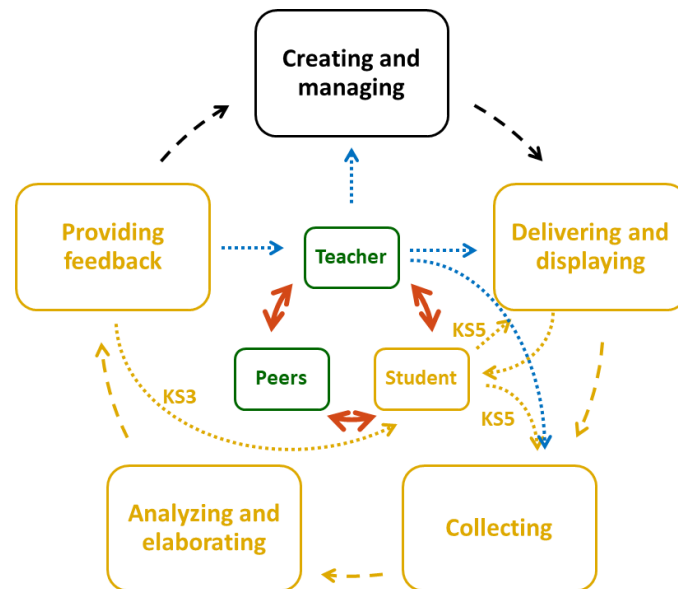 Creating and
managing
Providing
feedback
Teacher
Delivering and
displaying
KS5
Peers
Student
KS3
KS5
Analyzing and
elaborating
Collecting